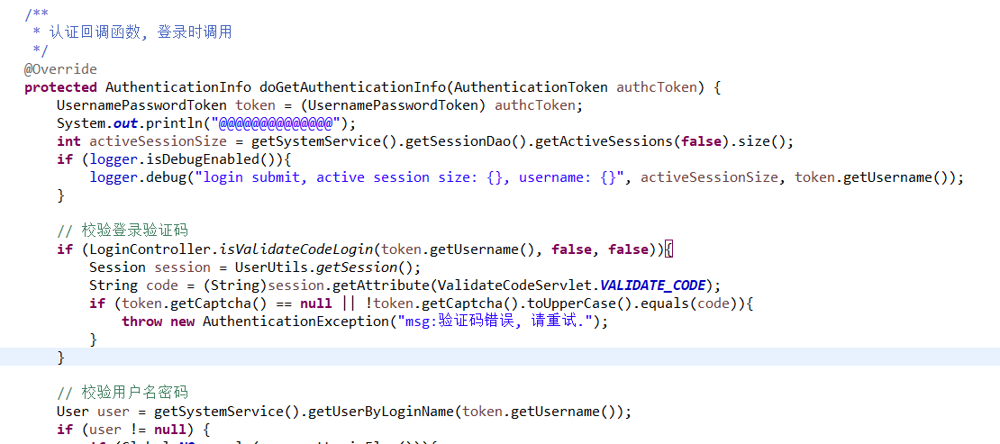 /**
 * 认证回调函数, 登录时调用
 */
@Override
protected AuthenticationInfo doGetAuthenticationInfo(AuthenticationToken authcToken) {
    UsernamePasswordToken token = (UsernamePasswordToken) authcToken;
    System.out.println("@@@@@@@@@@@@@@");
    int activeSessionSize = getSystemService().getSessionDao().getActiveSessions(false).size();
    if (logger.isDebugEnabled()){
        logger.debug("login submit, active session size: {}, username: {}", activeSessionSize, token.getUsername());
    }

    // 校验登录验证码
    if (LoginController.isValidateCodeLogin(token.getUsername(), false, false)){
        Session session = UserUtils.getSession();
        String code = (String)session.getAttribute(ValidateCodeServlet.VALIDATE_CODE);
        if (token.getCaptcha() == null || !token.getCaptcha().toUpperCase().equals(code)){
            throw new AuthenticationException("msg:验证码错误, 请重试.");
        }
    }

    // 校验用户名密码
    User user = getSystemService().getUserByLoginName(token.getUsername());
    if (user != null) {